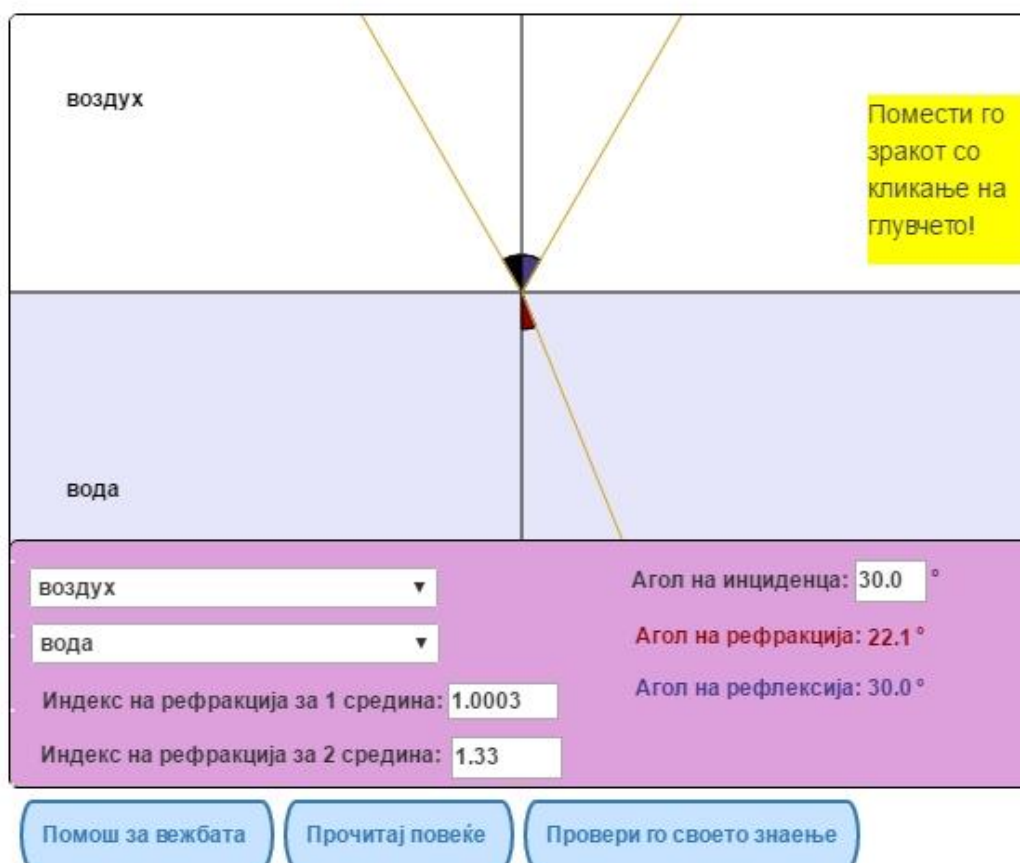 воздух
Помести го
зракот со
кликање на
глувчето!
вода
воздух
вода
Индекс на рефракција за 1 средина: 1.0003
Индекс на рефракција за 2 средина: 1.33
Агол на инциденца: 30.0 °
Агол на рефракција: 22.1 °
Агол на рефлексија: 30.0 °
Помош за вежбата
Прочитај повеќе
Провери го своето знаење